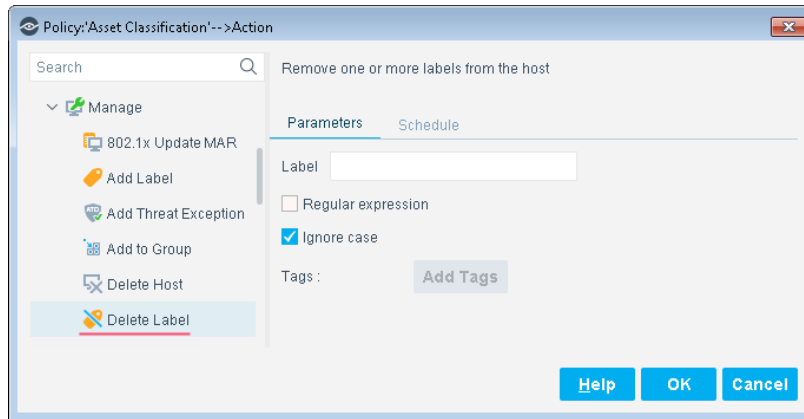 Policy:'Asset Classification'-->Action
Search
Remove one or more labels from the host
Manage
Parameters
Schedule
802.1x Update MAR
Label
Add Label
Regular expression
ATD
Add Threat Exception
Ignore case
Add to Group
Tags :
Add Tags
Delete Host
Delete Label
Help
OK
Cancel